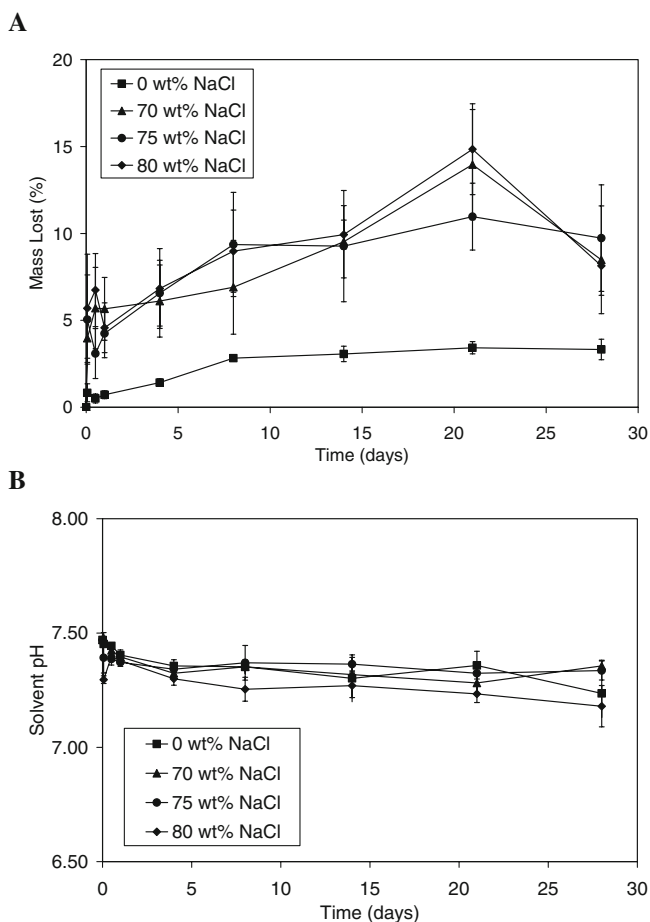 A
20
15
10
5
0
Mass Lost (%)
0 wt% NaCl
70 wt% NaCl
75 wt% NaCl
80 wt% NaCl
0 5 10 15 20 25 30
Time (days)
B
8.00
7.50
7.00
6.50
Solvent pH
0 wt% NaCl
70 wt% NaCl
75 wt% NaCl
80 wt% NaCl
0 5 10 15 20 25 30
Time (days)